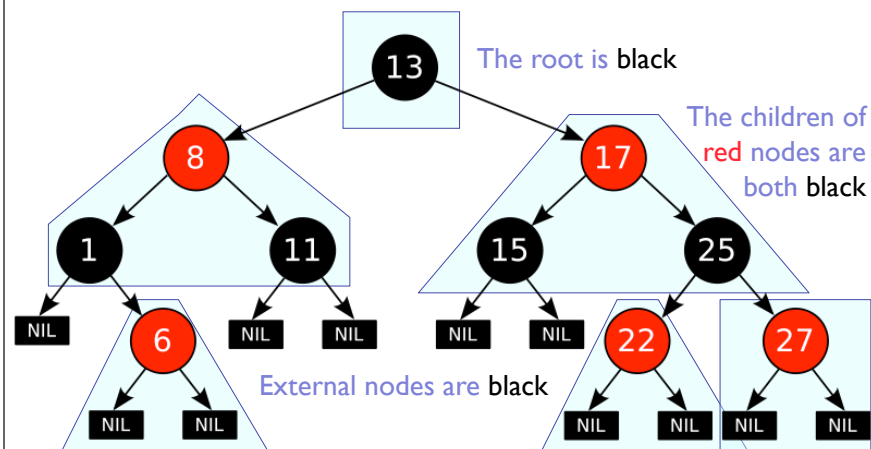 13
The root is black
The children of
red nodes are
both black
8
17
1
11
15
25
NIL
6
NIL
NIL
NIL
NIL
22
27
External nodes are black
NIL
NIL
NIL
NIL
NIL
NIL